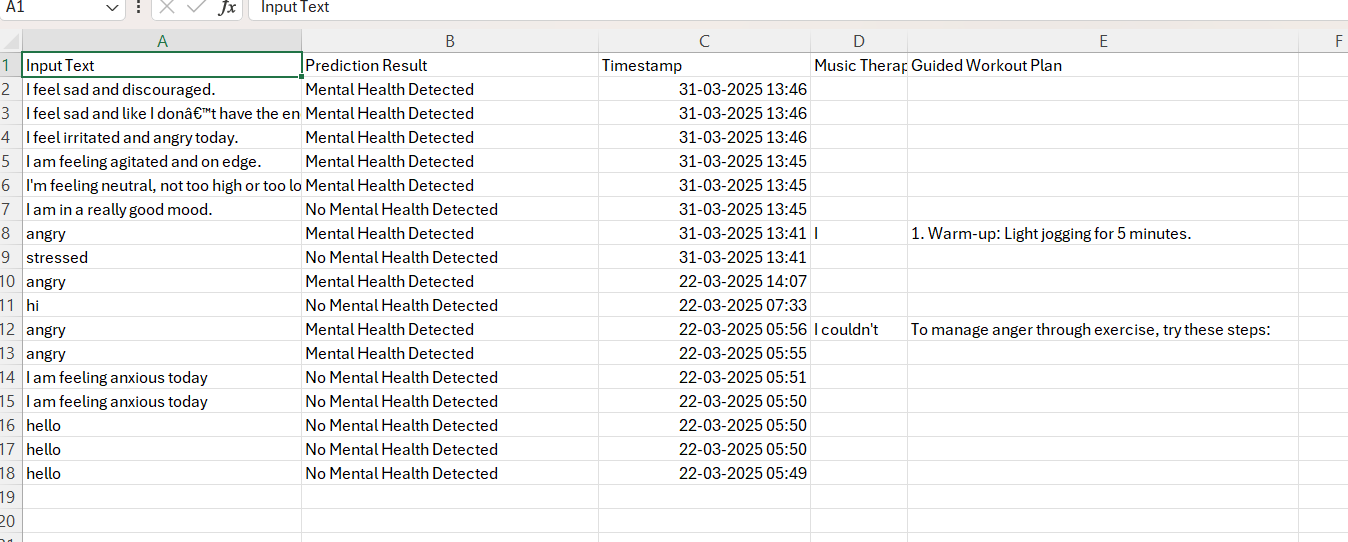 A1 fx Input Text
A B C D E F
1 Input Text Prediction Result Timestamp Music Therap Guided Workout Plan
2 I feel sad and discouraged. Mental Health Detected 31-03-2025 13:46
3 I feel sad and like I donâ€™t have the en Mental Health Detected 31-03-2025 13:46
4 I feel irritated and angry today. Mental Health Detected 31-03-2025 13:46
5 I am feeling agitated and on edge. Mental Health Detected 31-03-2025 13:45
6 I'm feeling neutral, not too high or too lo Mental Health Detected 31-03-2025 13:45
7 I am in a really good mood. No Mental Health Detected 31-03-2025 13:45
8 angry Mental Health Detected 31-03-2025 13:41 I 1. Warm-up: Light jogging for 5 minutes.
9 stressed No Mental Health Detected 31-03-2025 13:41
10 angry Mental Health Detected 22-03-2025 14:07
11 hi No Mental Health Detected 22-03-2025 07:33
12 angry Mental Health Detected 22-03-2025 05:56 I couldn't To manage anger through exercise, try these steps:
13 angry Mental Health Detected 22-03-2025 05:55
14 I am feeling anxious today No Mental Health Detected 22-03-2025 05:51
15 I am feeling anxious today No Mental Health Detected 22-03-2025 05:50
16 hello No Mental Health Detected 22-03-2025 05:50
17 hello No Mental Health Detected 22-03-2025 05:50
18 hello No Mental Health Detected 22-03-2025 05:49
19
20